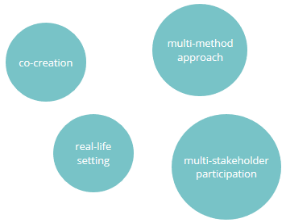 co-creation
multi-method
approach
real-life
setting
multi-stakeholder
participation